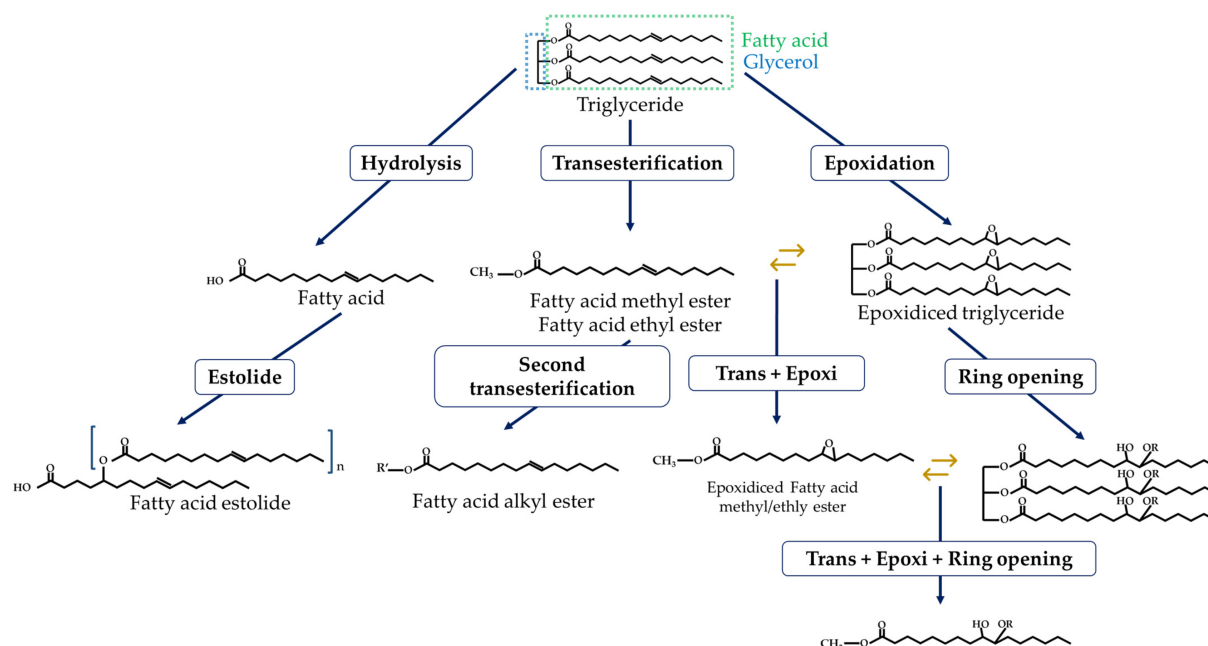 Fatty acid
Glycerol
O
O
O
O
O
O
Triglyceride
Hydrolysis
Transesterification
Epoxidation
O
HO
Fatty acid
O
CH3
O
Fatty acid methyl ester
Fatty acid ethyl ester
O
O
O
O
O
O
O
O
O
Epoxidiced triglyceride
Estolide
Second
transesterification
Trans + Epoxi
Ring opening
O
O
n
O
HO
Fatty acid estolide
O
R'
O
Fatty acid alkyl ester
O
O
CH3
O
Epoxidiced Fatty acid
methyl/ethly ester
O
HO
OR
O
O
HO
OR
O
O
HO
OR
O
Trans + Epoxi + Ring opening
O
HO
OR
CH3
O